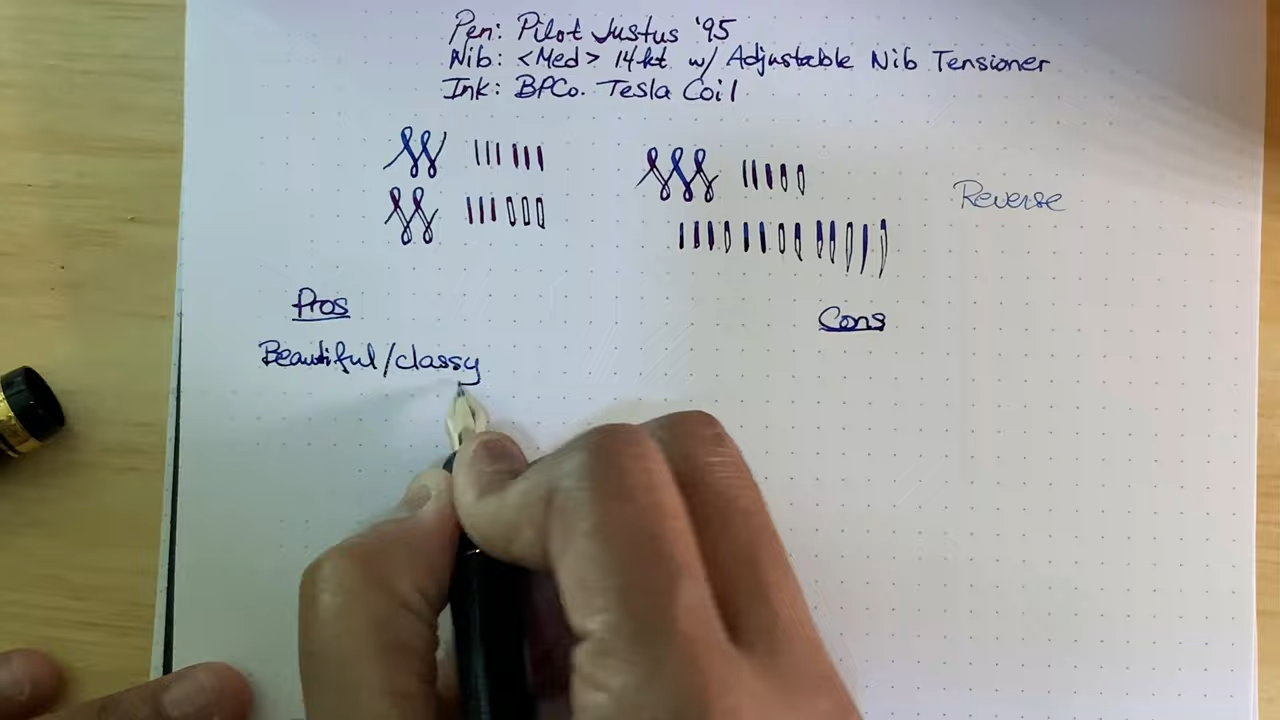 Pen: Pilot Justus '95
Nib: <Med> 14kt w/ Adjustable Nib Tensioner
Ink: BPCo. Tesla Coil
Reverse
Pros
Cons
Beautiful/classy